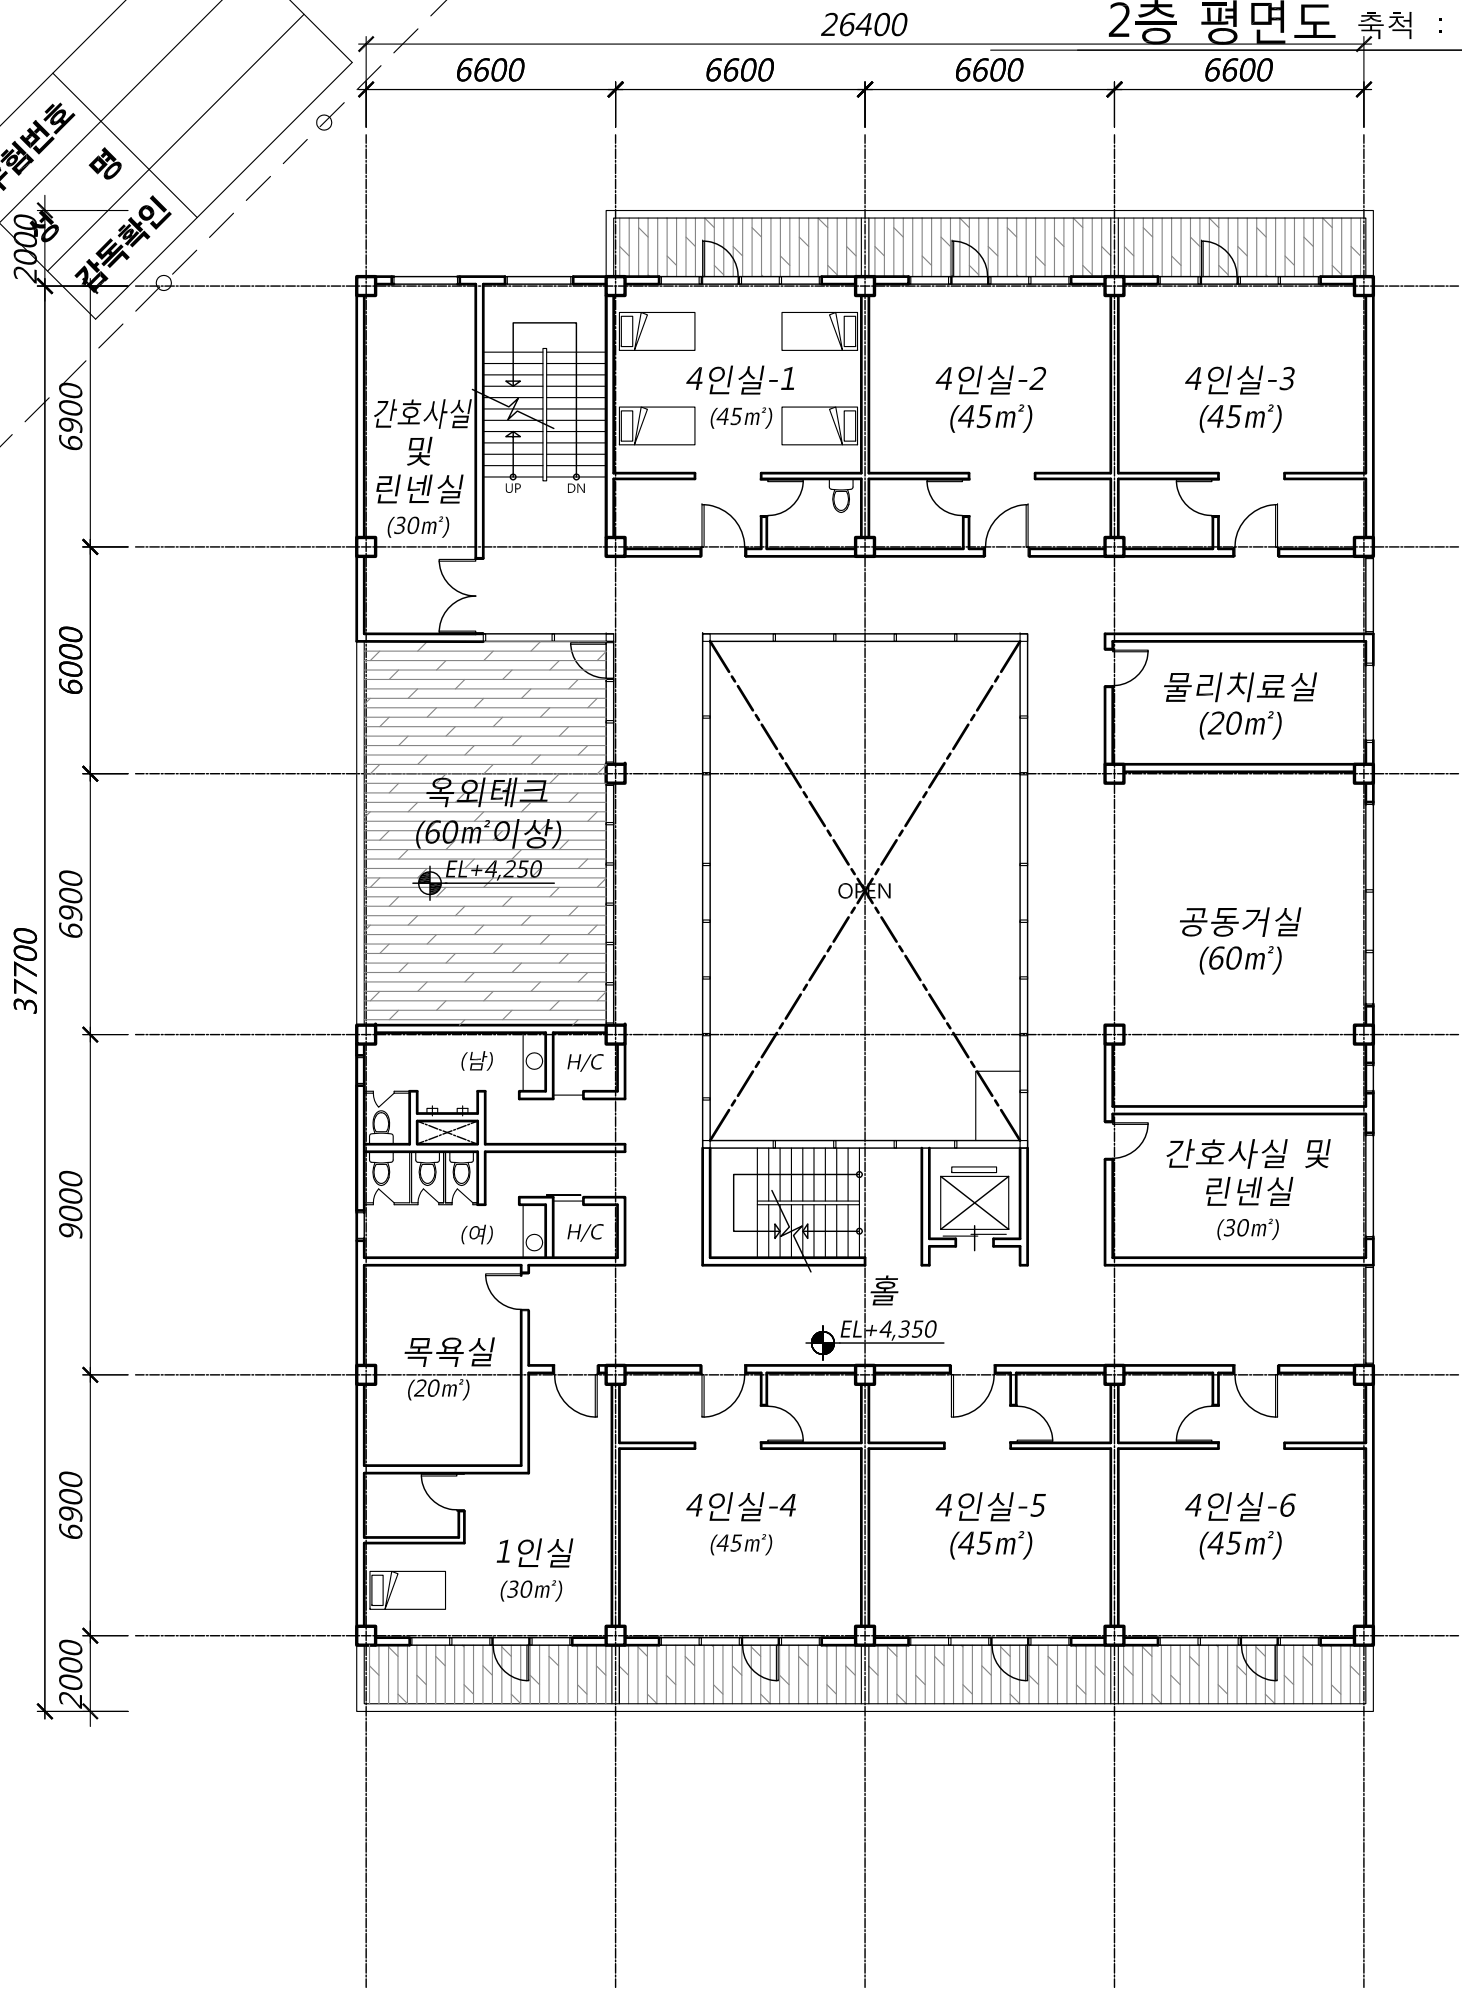 2층 평면도 축척 :
26400
6600 6600 6600 6600
수험번호
성 명
감독확인
2000
6900
6000
6900
37700
9000
6900
2000
간호사실
및
린넨실
(30㎡)
UP DN
4인실-1
(45㎡)
4인실-2
(45㎡)
4인실-3
(45㎡)
물리치료실
(20㎡)
옥외테크
(60㎡이상)
EL+4,250
OPEN
공동거실
(60㎡)
(남) H/C
(여) H/C
간호사실 및
린넨실
(30㎡)
홀
EL+4,350
목욕실
(20㎡)
1인실
(30㎡)
4인실-4
(45㎡)
4인실-5
(45㎡)
4인실-6
(45㎡)